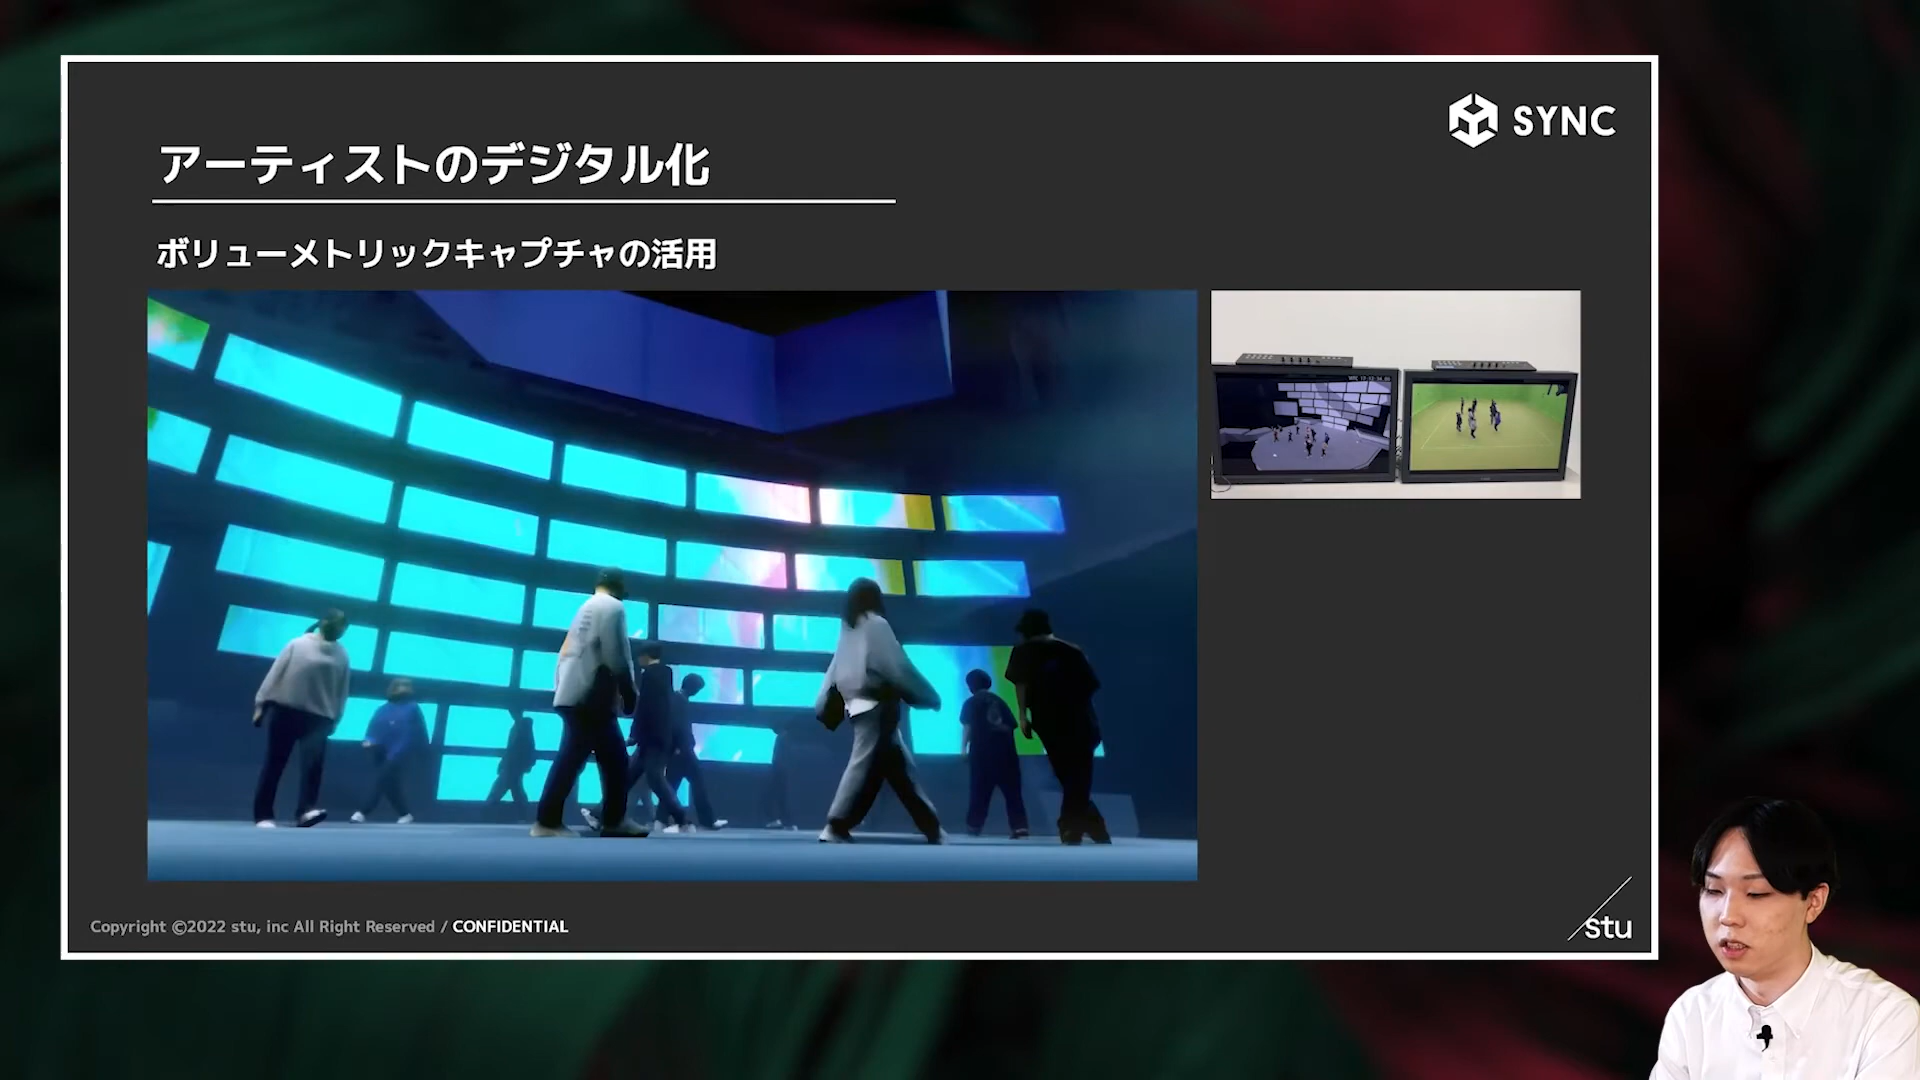 SYNC
アーティストのデジタル化
ボリューメトリックキャプチャの活用
Copyright ©2022 stu, inc All Right Reserved / CONFIDENTIAL
stu